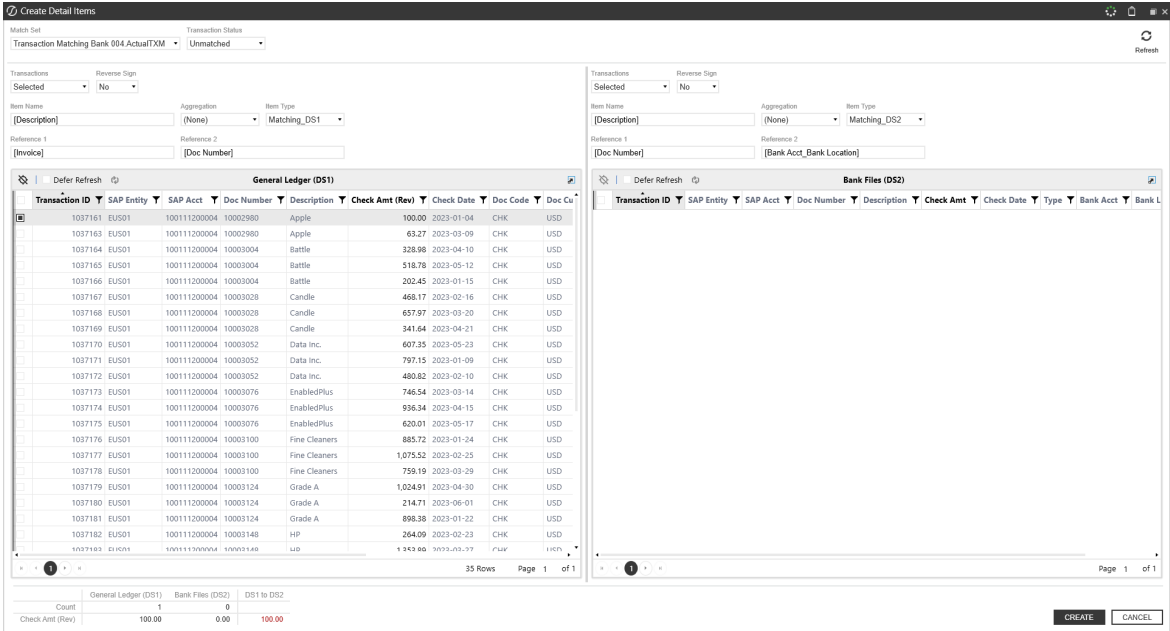 Create Detail Items
Match Set Transaction Status
Transaction Matching Bank 004.ActualTXM Unmatched
Refresh
Transactions Reverse Sign
Selected No
Item Name Aggregation Item Type
[Description] (None) Matching_DS1
Reference 1 Reference 2
[Invoice] [Doc Number]
Transactions Reverse Sign
Selected No
Item Name Aggregation Item Type
[Description] (None) Matching_DS2
Reference 1 Reference 2
[Doc Number] [Bank Acct_Bank Location]
Defer Refresh General Ledger (DS1)
Transaction ID SAP Entity SAP Acct Doc Number Description Check Amt (Rev) Check Date Doc Code Doc Cu
1037161 EUS01 100111200004 10002980 Apple 100.00 2023-01-04 CHK USD
1037163 EUS01 100111200004 10002980 Apple 63.27 2023-03-09 CHK USD
1037164 EUS01 100111200004 10003004 Battle 328.98 2023-04-10 CHK USD
1037165 EUS01 100111200004 10003004 Battle 518.78 2023-05-12 CHK USD
1037166 EUS01 100111200004 10003004 Battle 202.45 2023-01-15 CHK USD
1037167 EUS01 100111200004 10003028 Candle 468.17 2023-02-16 CHK USD
1037168 EUS01 100111200004 10003028 Candle 657.97 2023-03-20 CHK USD
1037169 EUS01 100111200004 10003028 Candle 341.64 2023-04-21 CHK USD
1037170 EUS01 100111200004 10003052 Data Inc. 607.35 2023-05-23 CHK USD
1037171 EUS01 100111200004 10003052 Data Inc. 797.15 2023-01-09 CHK USD
1037172 EUS01 100111200004 10003052 Data Inc. 480.82 2023-02-10 CHK USD
1037173 EUS01 100111200004 10003076 EnabledPlus 746.54 2023-03-14 CHK USD
1037174 EUS01 100111200004 10003076 EnabledPlus 936.34 2023-04-15 CHK USD
1037175 EUS01 100111200004 10003076 EnabledPlus 620.01 2023-05-17 CHK USD
1037176 EUS01 100111200004 10003100 Fine Cleaners 885.72 2023-01-24 CHK USD
1037177 EUS01 100111200004 10003100 Fine Cleaners 1,075.52 2023-02-25 CHK USD
1037178 EUS01 100111200004 10003100 Fine Cleaners 759.19 2023-03-29 CHK USD
1037179 EUS01 100111200004 10003124 Grade A 1,024.91 2023-04-30 CHK USD
1037180 EUS01 100111200004 10003124 Grade A 214.71 2023-06-01 CHK USD
1037181 EUS01 100111200004 10003124 Grade A 898.38 2023-01-22 CHK USD
1037182 EUS01 100111200004 10003148 HP 264.09 2023-02-23 CHK USD
1037183 EUS01 100111200004 10003148 HP 1,353.89 2023-03-27 CHK USD
1 35 Rows Page 1 of 1
Defer Refresh Bank Files (DS2)
Transaction ID SAP Entity SAP Acct Doc Number Description Check Amt Check Date Type Bank Acct Bank L
1 Page 1 of 1
General Ledger (DS1) Bank Files (DS2) DS1 to DS2
Count 1 0
Check Amt (Rev) 100.00 0.00 100.00
CREATE CANCEL